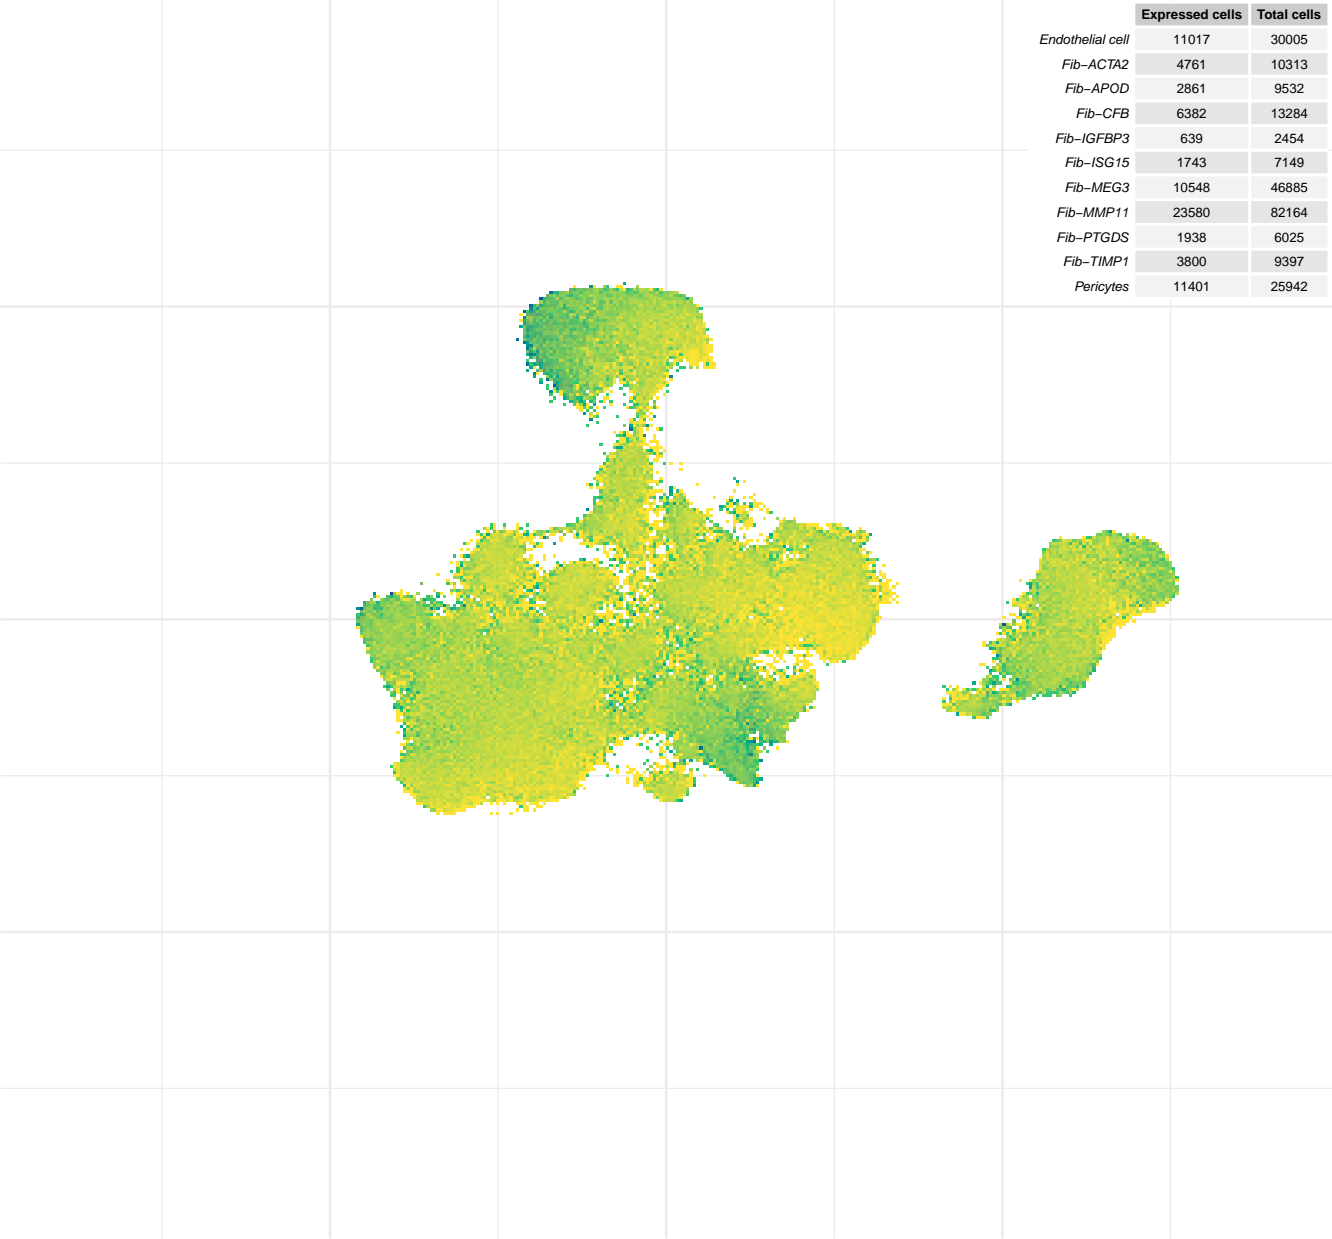 Expressed cells Total cells
Endothelial cell 11017 30005
Fib−ACTA2 4761 10313
Fib−APOD 2861 9532
Fib−CFB 6382 13284
Fib−IGFBP3 639 2454
Fib−ISG15 1743 7149
Fib−MEG3 10548 46885
Fib−MMP11 23580 82164
Fib−PTGDS 1938 6025
Fib−TIMP1 3800 9397
Pericytes 11401 25942